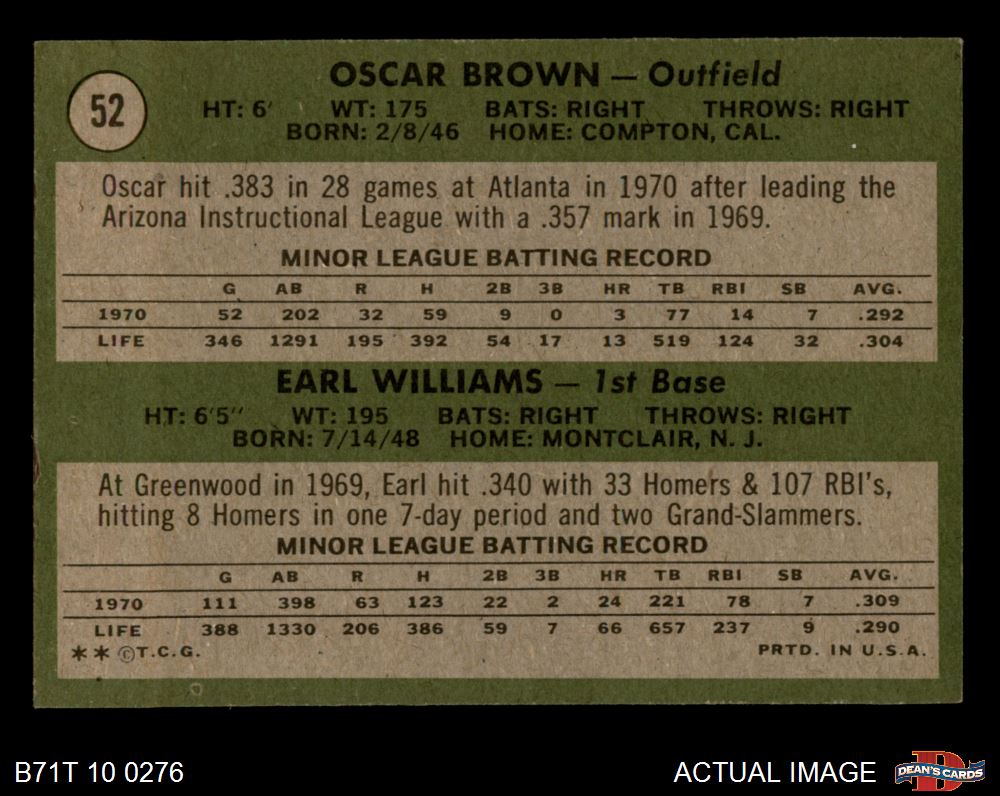 52
OSCAR BROWN — Outfield
HT: 6' WT: 175 BATS: RIGHT THROWS: RIGHT
BORN: 2/8/46 HOME: COMPTON, CAL.
Oscar hit .383 in 28 games at Atlanta in 1970 after leading the
Arizona Instructional League with a .357 mark in 1969.
MINOR LEAGUE BATTING RECORD
G AB R H 2B 3B HR TB RBI SB AVG.
1970 52 202 32 59 9 0 3 77 14 7 .292
LIFE 346 1291 195 392 54 17 13 519 124 32 .304
EARL WILLIAMS — 1st Base
HT: 6'5" WT: 195 BATS: RIGHT THROWS: RIGHT
BORN: 7/14/48 HOME: MONTCLAIR, N. J.
At Greenwood in 1969, Earl hit .340 with 33 Homers & 107 RBI's,
hitting 8 Homers in one 7-day period and two Grand-Slammers.
MINOR LEAGUE BATTING RECORD
G AB R H 2B 3B HR TB RBI SB AVG.
1970 111 398 63 123 22 2 24 221 78 7 .309
LIFE 388 1330 206 386 59 7 66 657 237 9 .290
** ©T.C.G. PRTD. IN U.S.A.
B71T 10 0276 ACTUAL IMAGE DEAN'S CARDS